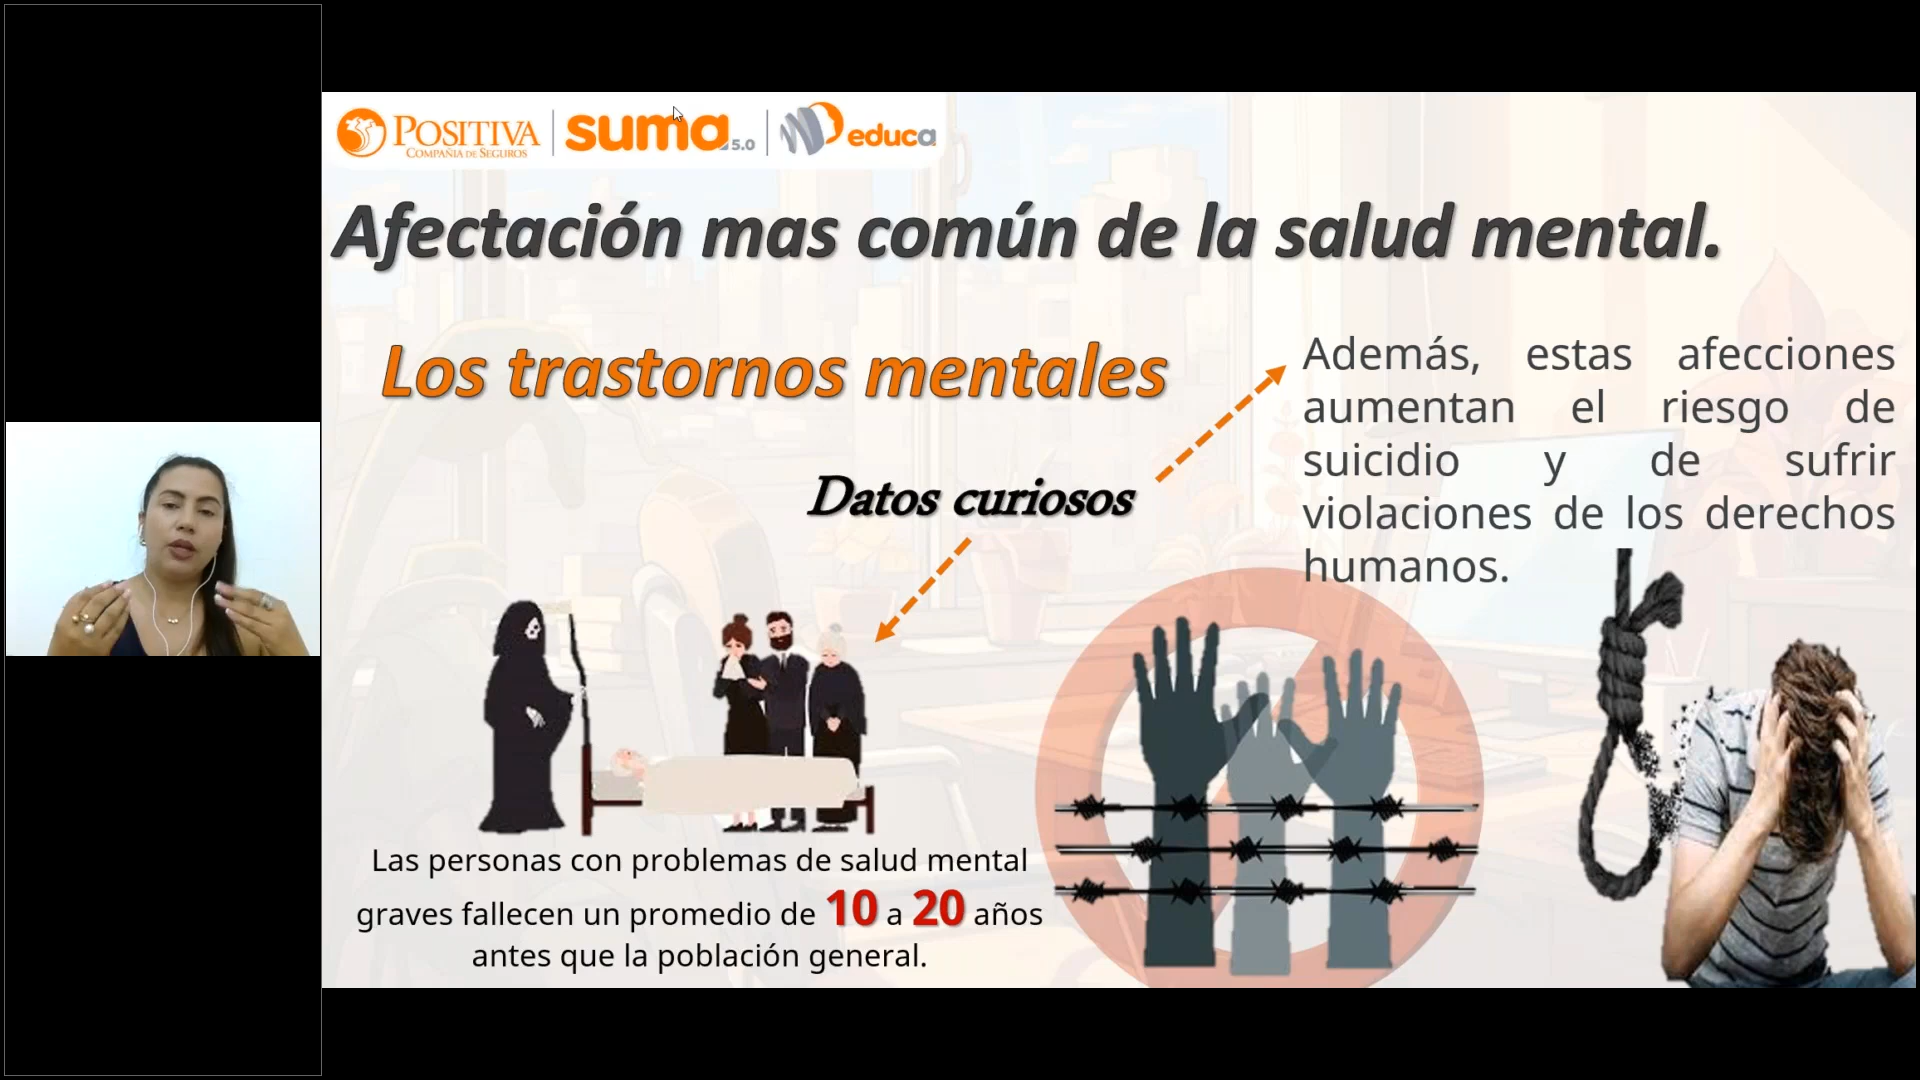 POSITIVA
COMPAÑIA DE SEGUROS
suma 5.0
educa
Afectación mas común de la salud mental.
Los trastornos mentales
Datos curiosos
Además, estas afecciones
aumentan el riesgo de
suicidio y de sufrir
violaciones de los derechos
humanos.
Las personas con problemas de salud mental
graves fallecen un promedio de 10 a 20 años
antes que la población general.